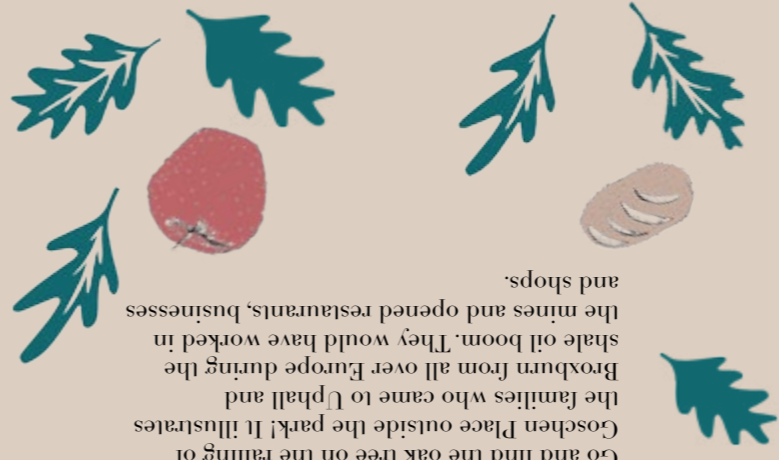 Go and find the oak tree on the railing of
Goschen Place outside the park! It illustrates
the families who came to Uphall and
Broxburn from all over Europe during the
shale oil boom. They would have worked in
the mines and opened restaurants, businesses
and shops.